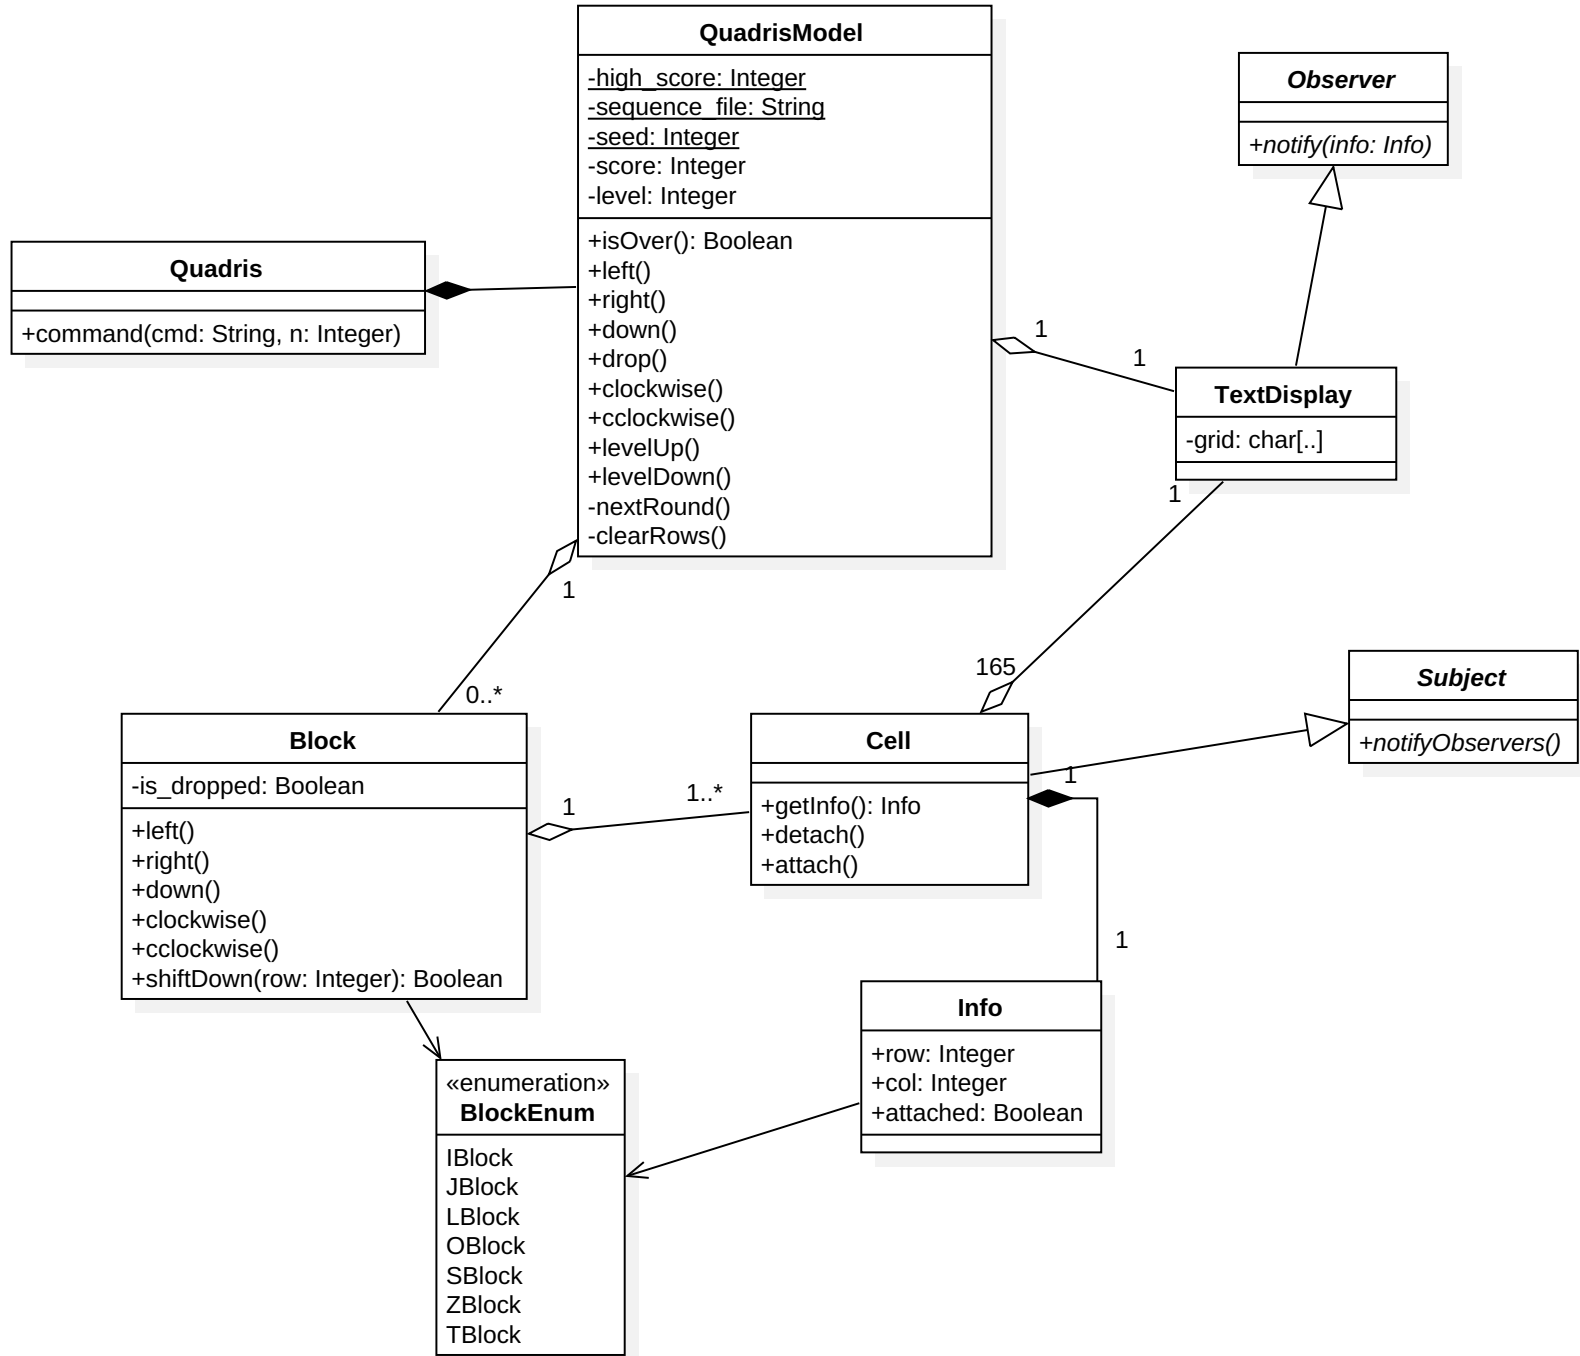 QuadrisModel
-high_score: Integer
-sequence_file: String
-seed: Integer
-score: Integer
-level: Integer
+isOver(): Boolean
+left()
+right()
+down()
+drop()
+clockwise()
+cclockwise()
+levelUp()
+levelDown()
-nextRound()
-clearRows()
Observer
+notify(info: Info)
Quadris
+command(cmd: String, n: Integer)
1
1
TextDisplay
-grid: char[..]
1
165
1
0..*
Subject
+notifyObservers()
Block
-is_dropped: Boolean
+left()
+right()
+down()
+clockwise()
+cclockwise()
+shiftDown(row: Integer): Boolean
1
1..*
Cell
+getInfo(): Info
+detach()
+attach()
1
1
Info
+row: Integer
+col: Integer
+attached: Boolean
«enumeration»
BlockEnum
IBlock
JBlock
LBlock
OBlock
SBlock
ZBlock
TBlock